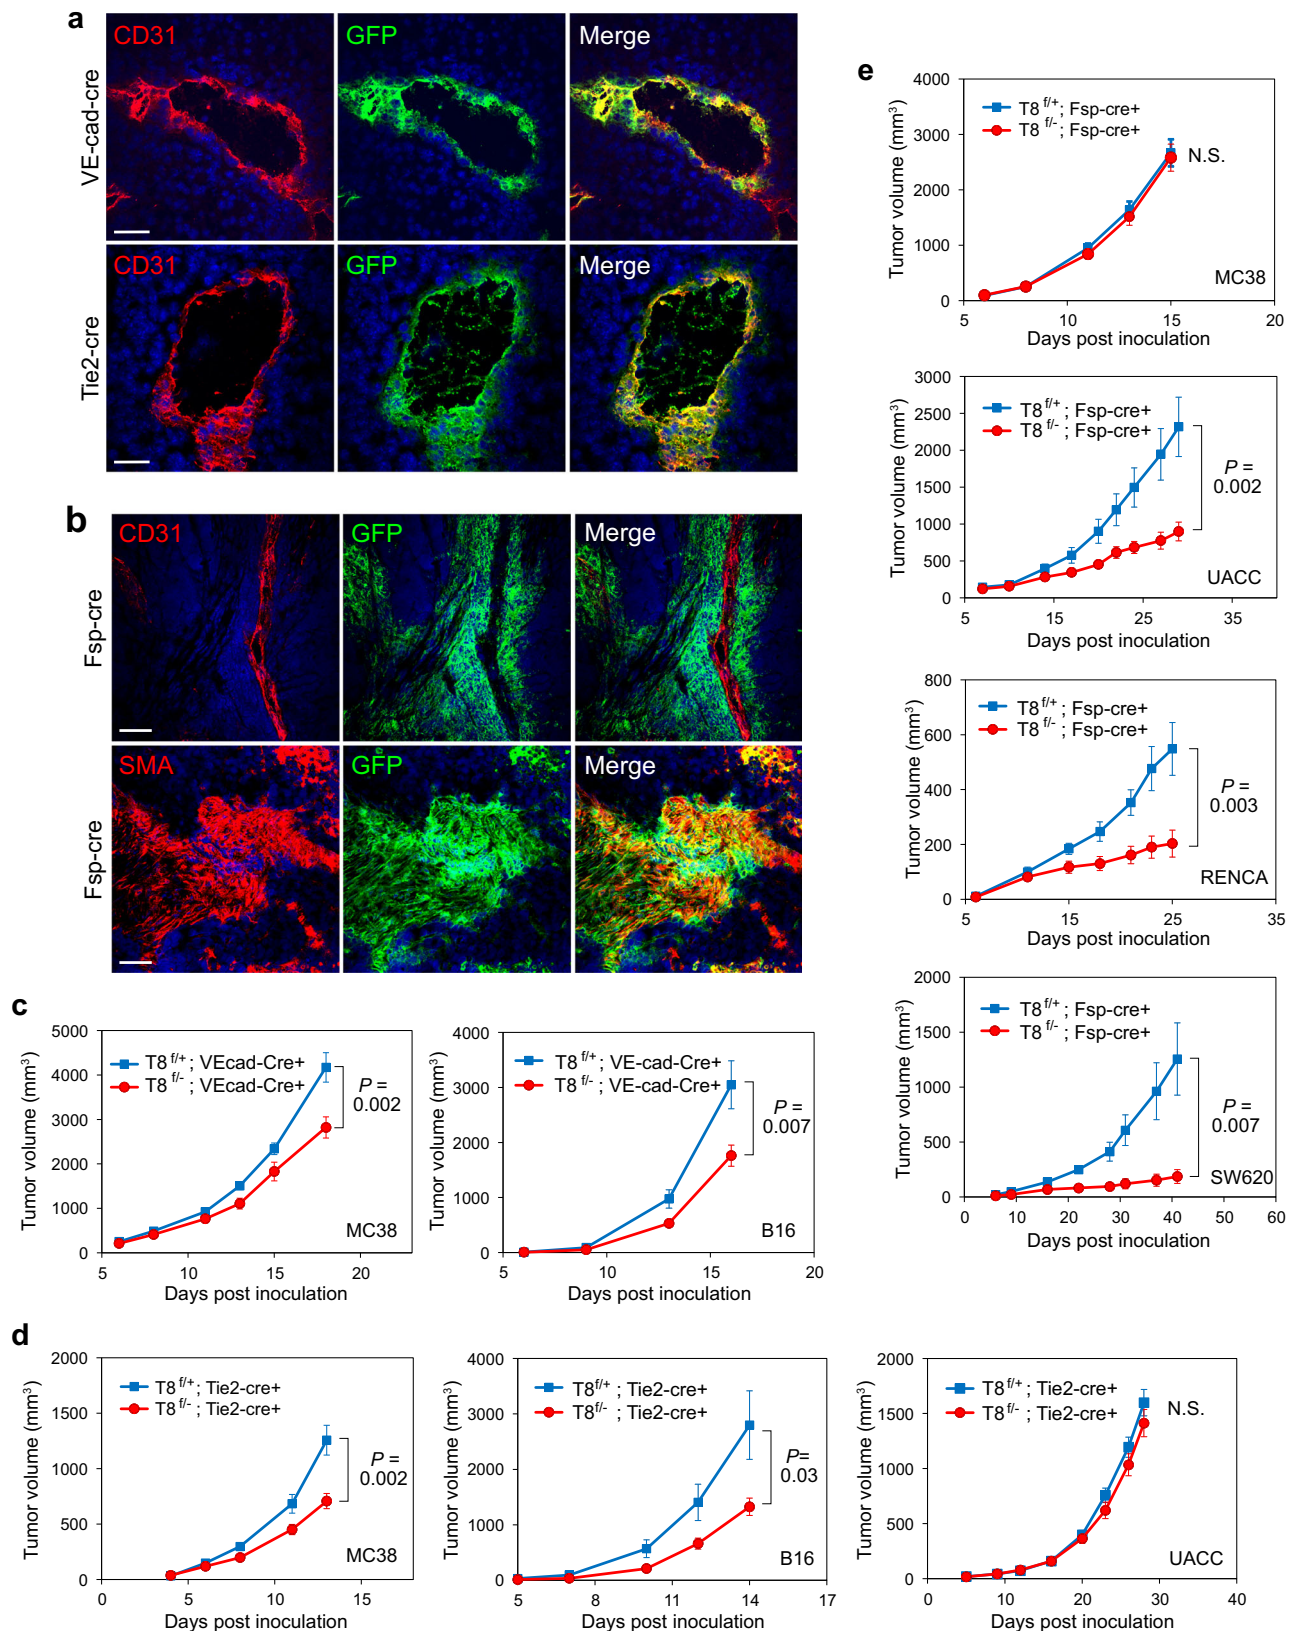 a
CD31 GFP Merge
VE-cad-cre
CD31 GFP Merge
Tie2-cre
b
CD31 GFP Merge
Fsp-cre
SMA GFP Merge
Fsp-cre
c
5000
4000
3000
2000
1000
0
Tumor volume (mm³)
T8 f/+; VEcad-Cre+
T8 f/-; VEcad-Cre+
P =
0.002
MC38
5 10 15 20
Days post inoculation
4000
3000
2000
1000
0
Tumor volume (mm³)
T8 f/+; VE-cad-Cre+
T8 f/-; VE-cad-Cre+
P =
0.007
B16
5 10 15 20
Days post inoculation
d
2000
1500
1000
500
0
Tumor volume (mm³)
T8 f/+; Tie2-cre+
T8 f/-; Tie2-cre+
P =
0.002
MC38
5 10 15
Days post inoculation
4000
3000
2000
1000
0
Tumor volume (mm³)
T8 f/+ ; Tie2-cre+
T8 f/- ; Tie2-cre+
P=
0.03
B16
5 8 11 14 17
Days post inoculation
2000
1500
1000
500
0
Tumor volume (mm³)
T8 f/+ ; Tie2-cre+
T8 f/- ; Tie2-cre+
N.S.
UACC
0 10 20 30 40
Days post inoculation
e
4000
3000
2000
1000
0
Tumor volume (mm³)
T8 f/+; Fsp-cre+
T8 f/-; Fsp-cre+
N.S.
MC38
5 10 15 20
Days post inoculation
3000
2500
2000
1500
1000
500
0
Tumor volume (mm³)
T8 f/+; Fsp-cre+
T8 f/- ; Fsp-cre+
P =
0.002
UACC
5 15 25 35
Days post inoculation
800
600
400
200
0
Tumor volume (mm³)
T8 f/+; Fsp-cre+
T8 f/- ; Fsp-cre+
P =
0.003
RENCA
5 15 25 35
Days post inoculation
2000
1500
1000
500
0
Tumor volume (mm³)
T8 f/+ ; Fsp-cre+
T8 f/- ; Fsp-cre+
P =
0.007
SW620
0 10 20 30 40 50 60
Days post inoculation